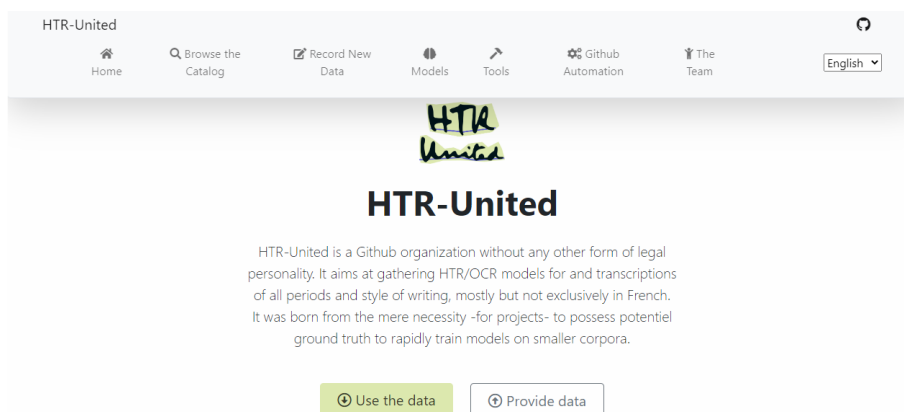 HTR-United
Home
Browse the
Catalog
Record New
Data
Models
Tools
Github
Automation
The
Team
English
HTR
United
HTR-United
HTR-United is a Github organization without any other form of legal
personality. It aims at gathering HTR/OCR models for and transcriptions
of all periods and style of writing, mostly but not exclusively in French.
It was born from the mere necessity -for projects- to possess potentiel
ground truth to rapidly train models on smaller corpora.
Use the data
Provide data